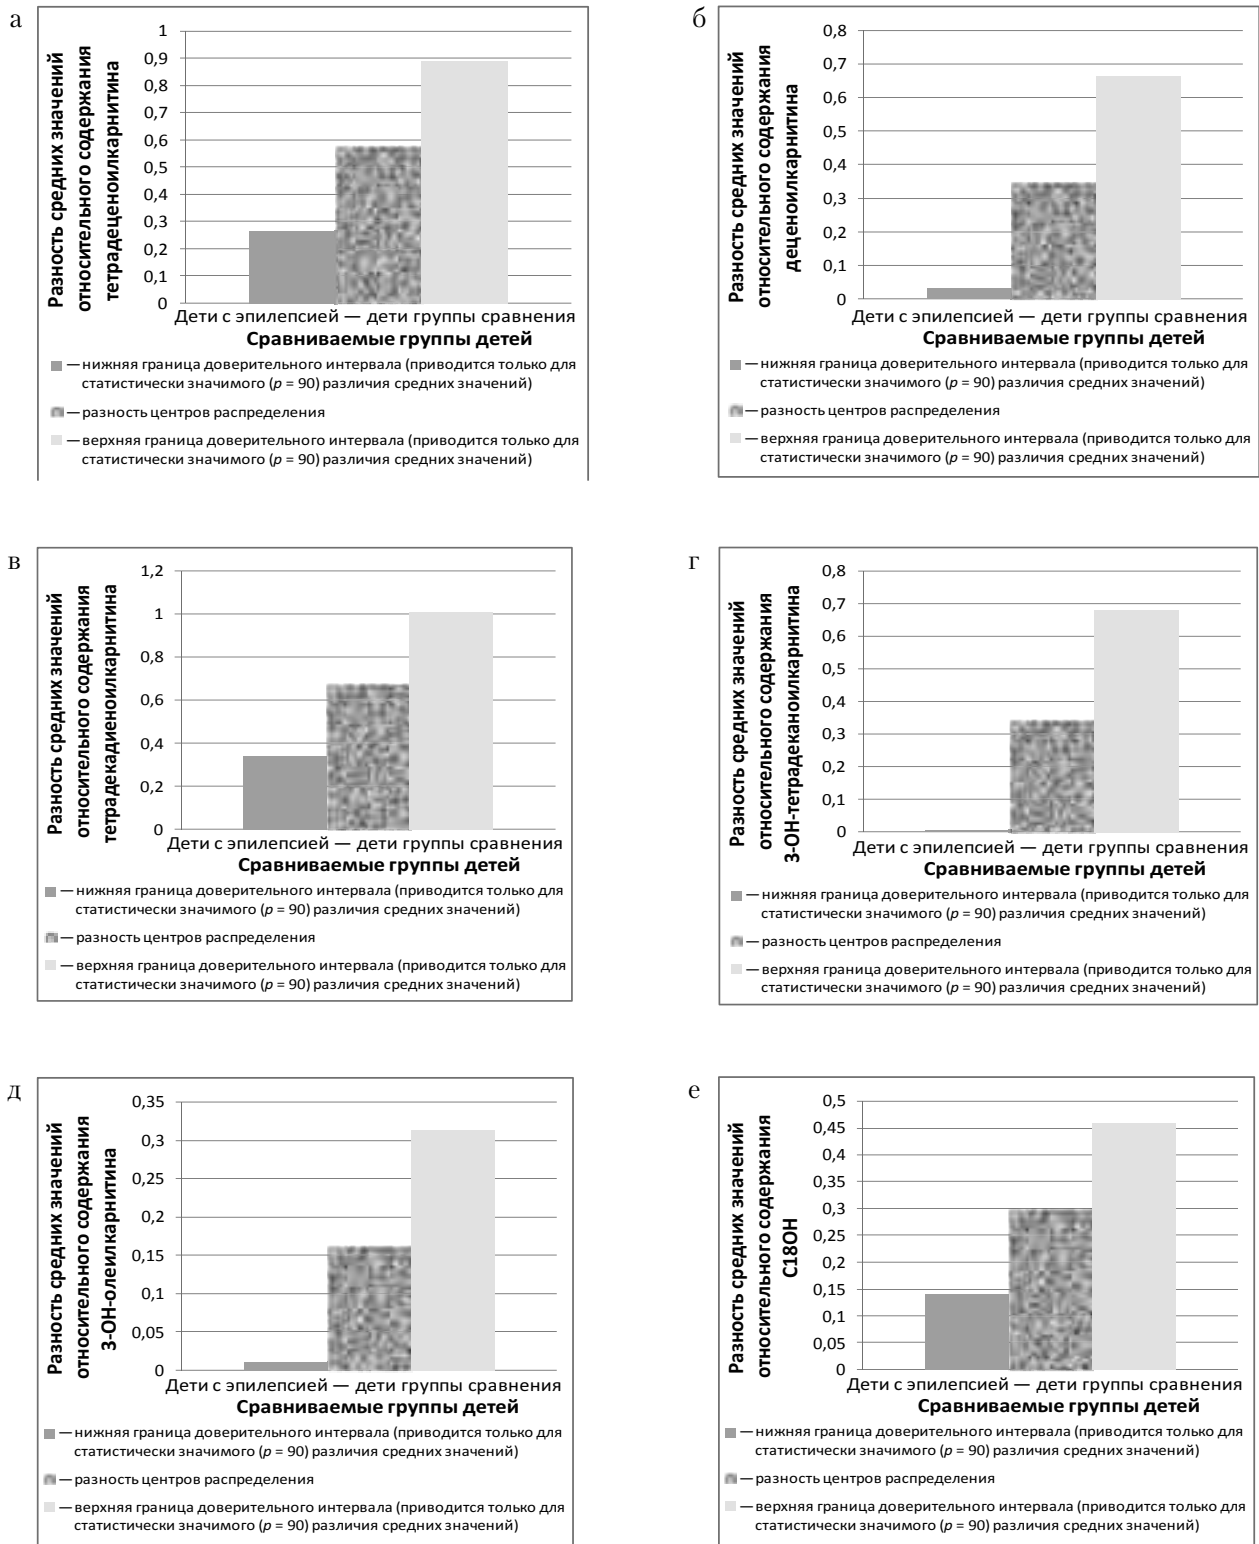 а
Разность средних значений
относительного содержания
тетрадеценоилкарнитина
1
0,9
0,8
0,7
0,6
0,5
0,4
0,3
0,2
0,1
0
Дети с эпилепсией — дети группы сравнения
Сравниваемые группы детей
— нижняя граница доверительного интервала (приводится только для
статистически значимого (p = 90) различия средних значений)
— разность центров распределения
— верхняя граница доверительного интервала (приводится только для
статистически значимого (p = 90) различия средних значений)
б
Разность средних значений
относительного содержания
деценоилкарнитина
0,8
0,7
0,6
0,5
0,4
0,3
0,2
0,1
0
Дети с эпилепсией — дети группы сравнения
Сравниваемые группы детей
— нижняя граница доверительного интервала (приводится только для
статистически значимого (p = 90) различия средних значений)
— разность центров распределения
— верхняя граница доверительного интервала (приводится только для
статистически значимого (p = 90) различия средних значений)
в
Разность средних значений
относительного содержания
тетрадекадиеноилкарнитина
1,2
1
0,8
0,6
0,4
0,2
0
Дети с эпилепсией — дети группы сравнения
Сравниваемые группы детей
— нижняя граница доверительного интервала (приводится только для
статистически значимого (p = 90) различия средних значений)
— разность центров распределения
— верхняя граница доверительного интервала (приводится только для
статистически значимого (p = 90) различия средних значений)
г
Разность средних значений
относительного содержания
3-ОН-тетрадеканоилкарнитина
0,8
0,7
0,6
0,5
0,4
0,3
0,2
0,1
0
Дети с эпилепсией — дети группы сравнения
Сравниваемые группы детей
— нижняя граница доверительного интервала (приводится только для
статистически значимого (p = 90) различия средних значений)
— разность центров распределения
— верхняя граница доверительного интервала (приводится только для
статистически значимого (p = 90) различия средних значений)
д
Разность средних значений
относительного содержания
3-ОН-олеилкарнитина
0,35
0,3
0,25
0,2
0,15
0,1
0,05
0
Дети с эпилепсией — дети группы сравнения
Сравниваемые группы детей
— нижняя граница доверительного интервала (приводится только для
статистически значимого (p = 90) различия средних значений)
— разность центров распределения
— верхняя граница доверительного интервала (приводится только для
статистически значимого (p = 90) различия средних значений)
е
Разность средних значений
относительного содержания
С18ОН
0,5
0,45
0,4
0,35
0,3
0,25
0,2
0,15
0,1
0,05
0
Дети с эпилепсией — дети группы сравнения
Сравниваемые группы детей
— нижняя граница доверительного интервала (приводится только для
статистически значимого (p = 90) различия средних значений)
— разность центров распределения
— верхняя граница доверительного интервала (приводится только для
статистически значимого (p = 90) различия средних значений)